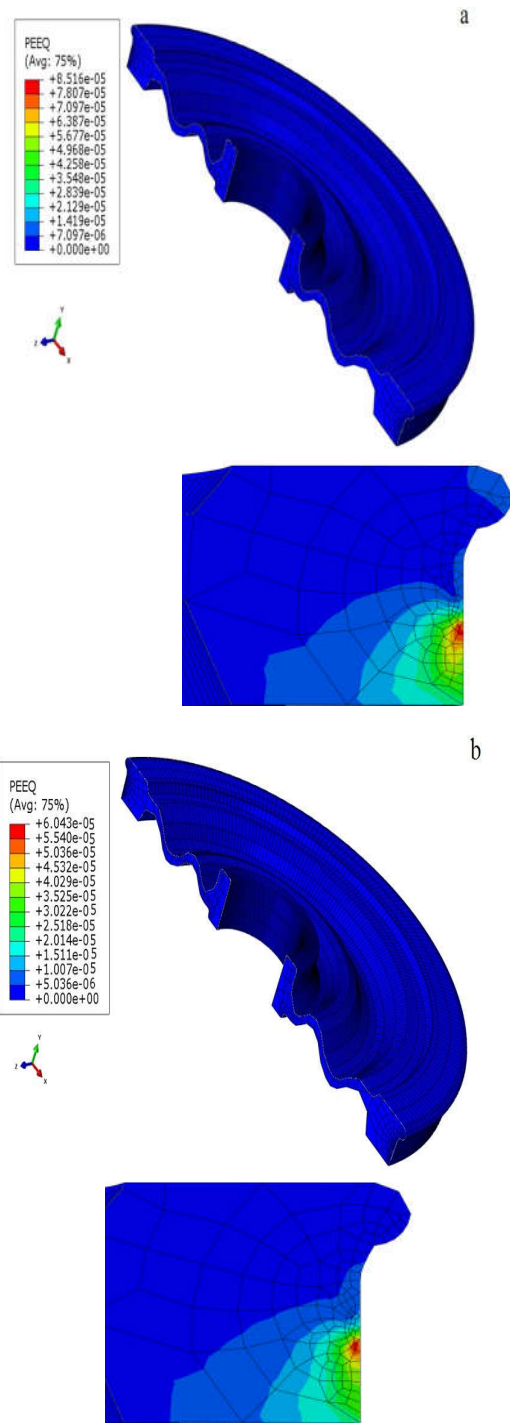 a
PEEQ
(Avg: 75%)
+8.516e-05
+7.807e-05
+7.097e-05
+6.387e-05
+5.677e-05
+4.968e-05
+3.548e-05
+2.839e-05
+2.129e-05
+1.419e-05
+7.097e-06
+0.000e+00
Y
Z
X
b
PEEQ
(Avg: 75%)
+6.043e-05
+5.540e-05
+5.036e-05
+4.532e-05
+4.029e-05
+3.525e-05
+3.022e-05
+2.518e-05
+2.014e-05
+1.511e-05
+1.007e-05
+5.036e-06
+0.000e+00
Y
Z
X